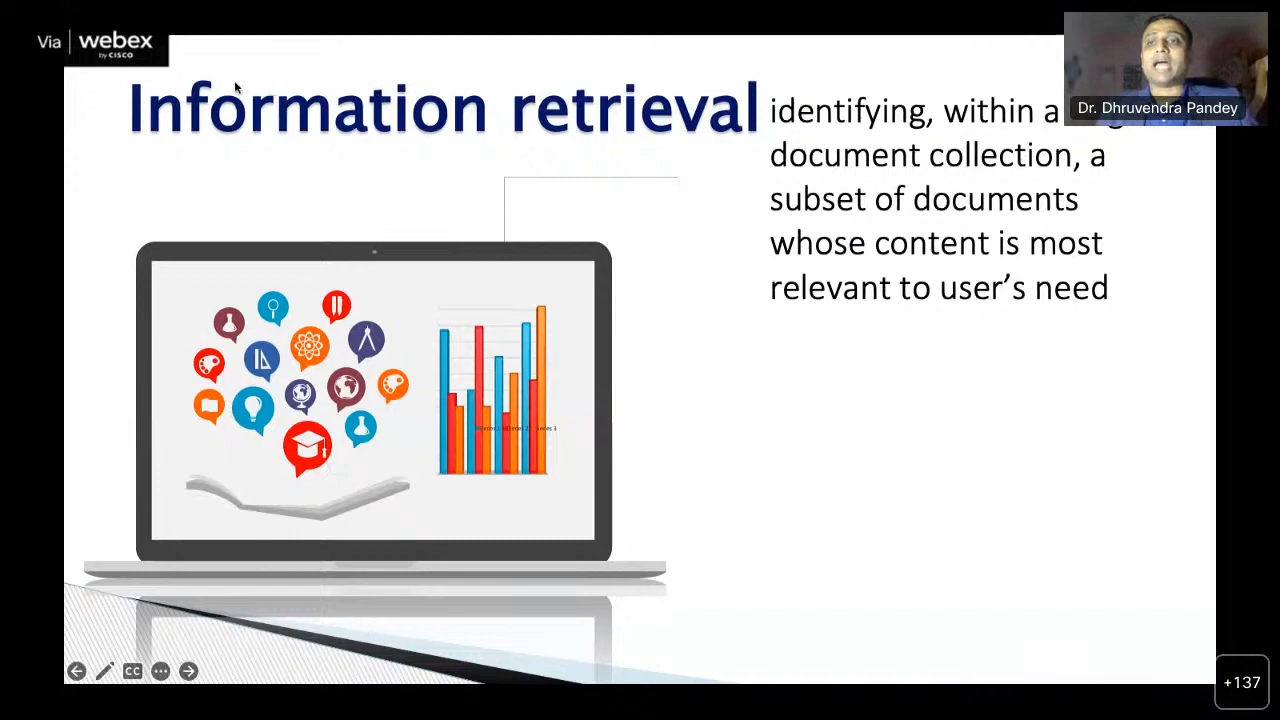 Via webex
by CISCO
Dr. Dhruvendra Pandey
Information retrieval
identifying, within a
document collection, a
subset of documents
whose content is most
relevant to user’s need
CC
+137